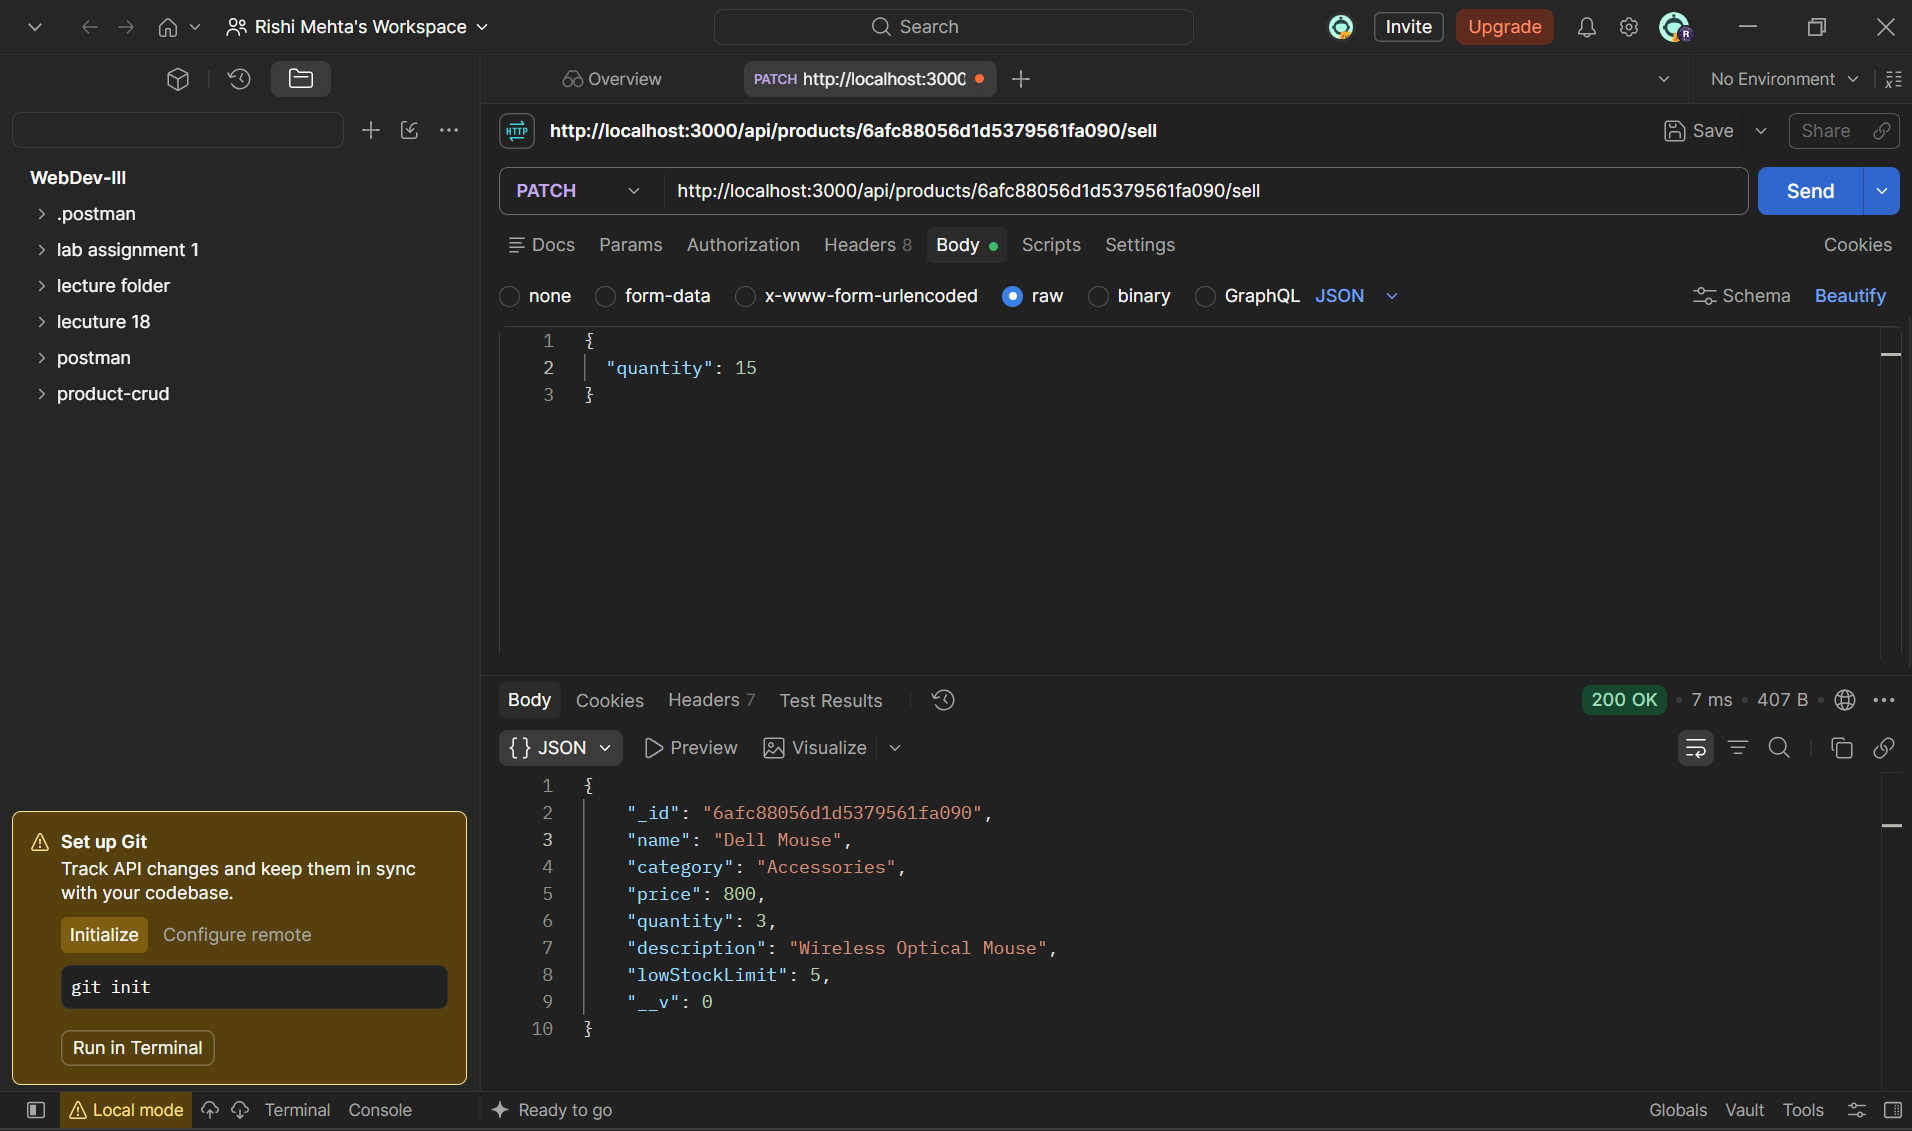 Rishi Mehta's Workspace
Search
Invite
Upgrade
R
Overview
PATCH http://localhost:3000
No Environment
HTTP
http://localhost:3000/api/products/6afc88056d1d5379561fa090/sell
Save
Share
WebDev-III
.postman
lab assignment 1
lecture folder
lecuture 18
postman
product-crud
PATCH
http://localhost:3000/api/products/6afc88056d1d5379561fa090/sell
Send
Docs
Params
Authorization
Headers 8
Body
Scripts
Settings
Cookies
none
form-data
x-www-form-urlencoded
raw
binary
GraphQL
JSON
Schema
Beautify
1 {
2 "quantity": 15
3 }
Body
Cookies
Headers 7
Test Results
200 OK
7 ms
407 B
{} JSON
Preview
Visualize
1 {
2 "_id": "6afc88056d1d5379561fa090",
3 "name": "Dell Mouse",
4 "category": "Accessories",
5 "price": 800,
6 "quantity": 3,
7 "description": "Wireless Optical Mouse",
8 "lowStockLimit": 5,
9 "__v": 0
10 }
Set up Git
Track API changes and keep them in sync
with your codebase.
Initialize
Configure remote
git init
Run in Terminal
Local mode
Terminal
Console
Ready to go
Globals
Vault
Tools